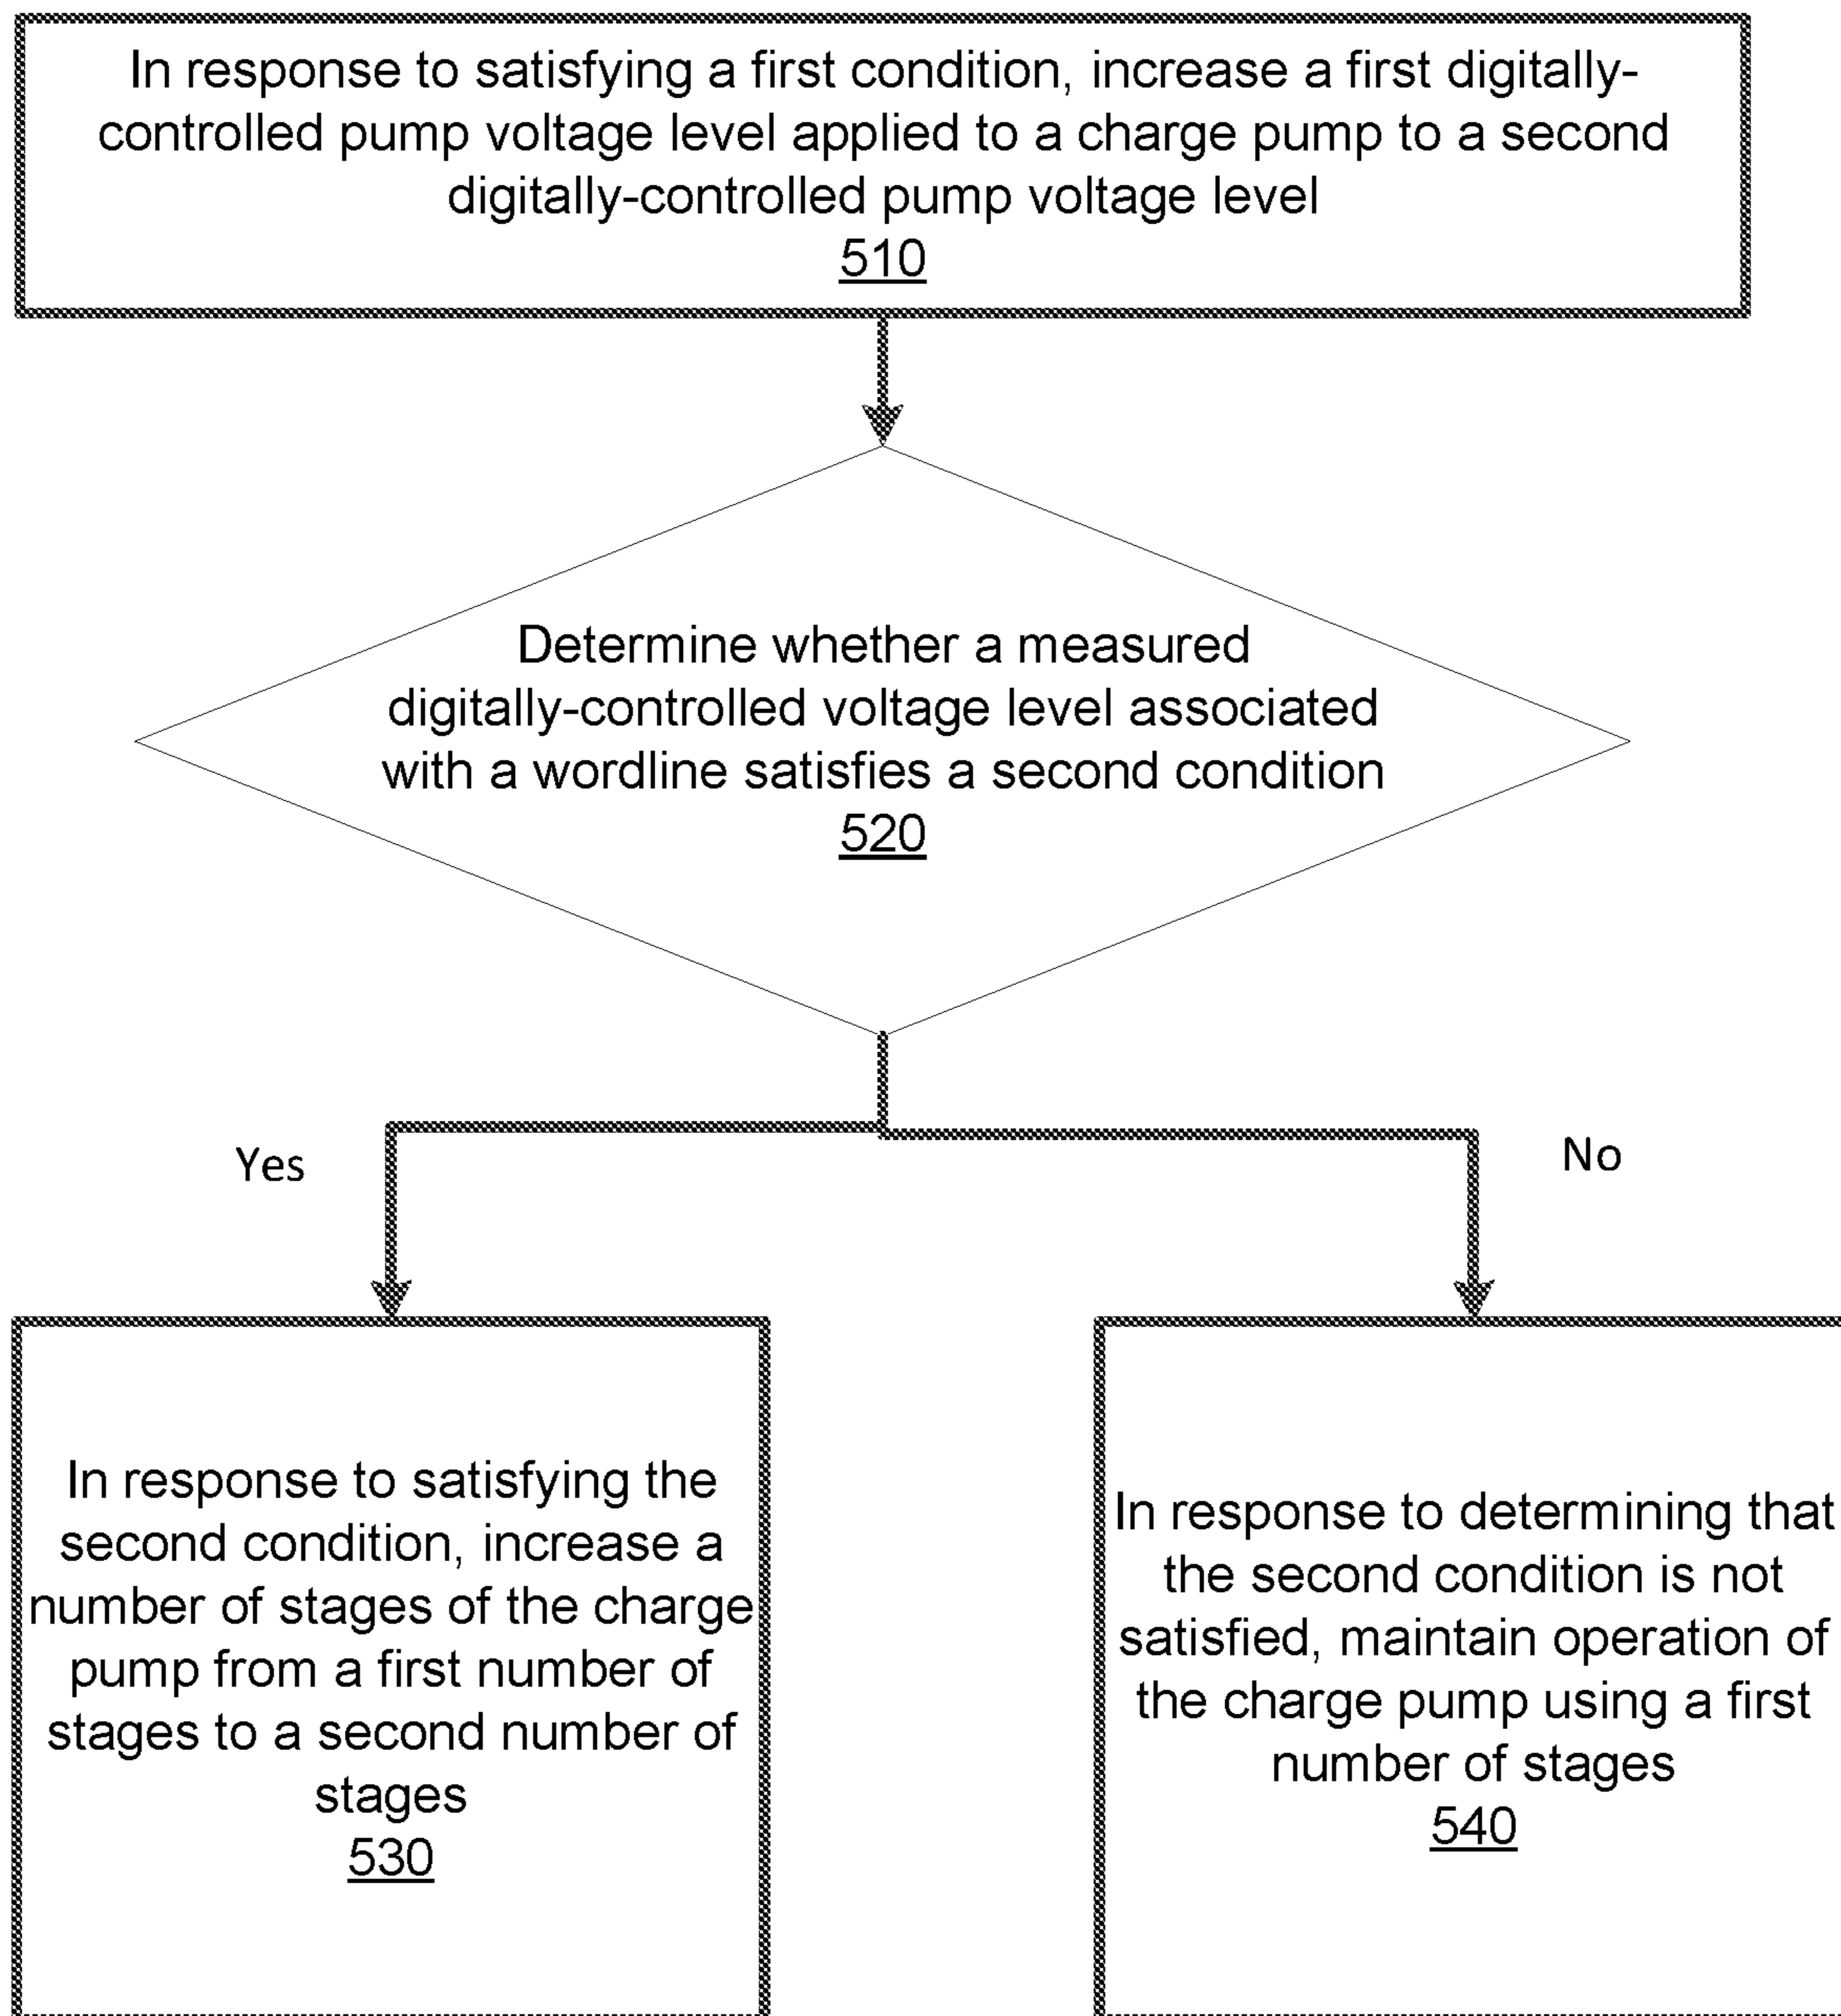 In response to satisfying a first condition, increase a first digitally-
controlled pump voltage level applied to a charge pump to a second
digitally-controlled pump voltage level
510
Determine whether a measured
digitally-controlled voltage level associated
with a wordline satisfies a second condition
520
Yes
No
In response to satisfying the
second condition, increase a
number of stages of the charge
pump from a first number of
stages to a second number of
stages
530
In response to determining that
the second condition is not
satisfied, maintain operation of
the charge pump using a first
number of stages
540